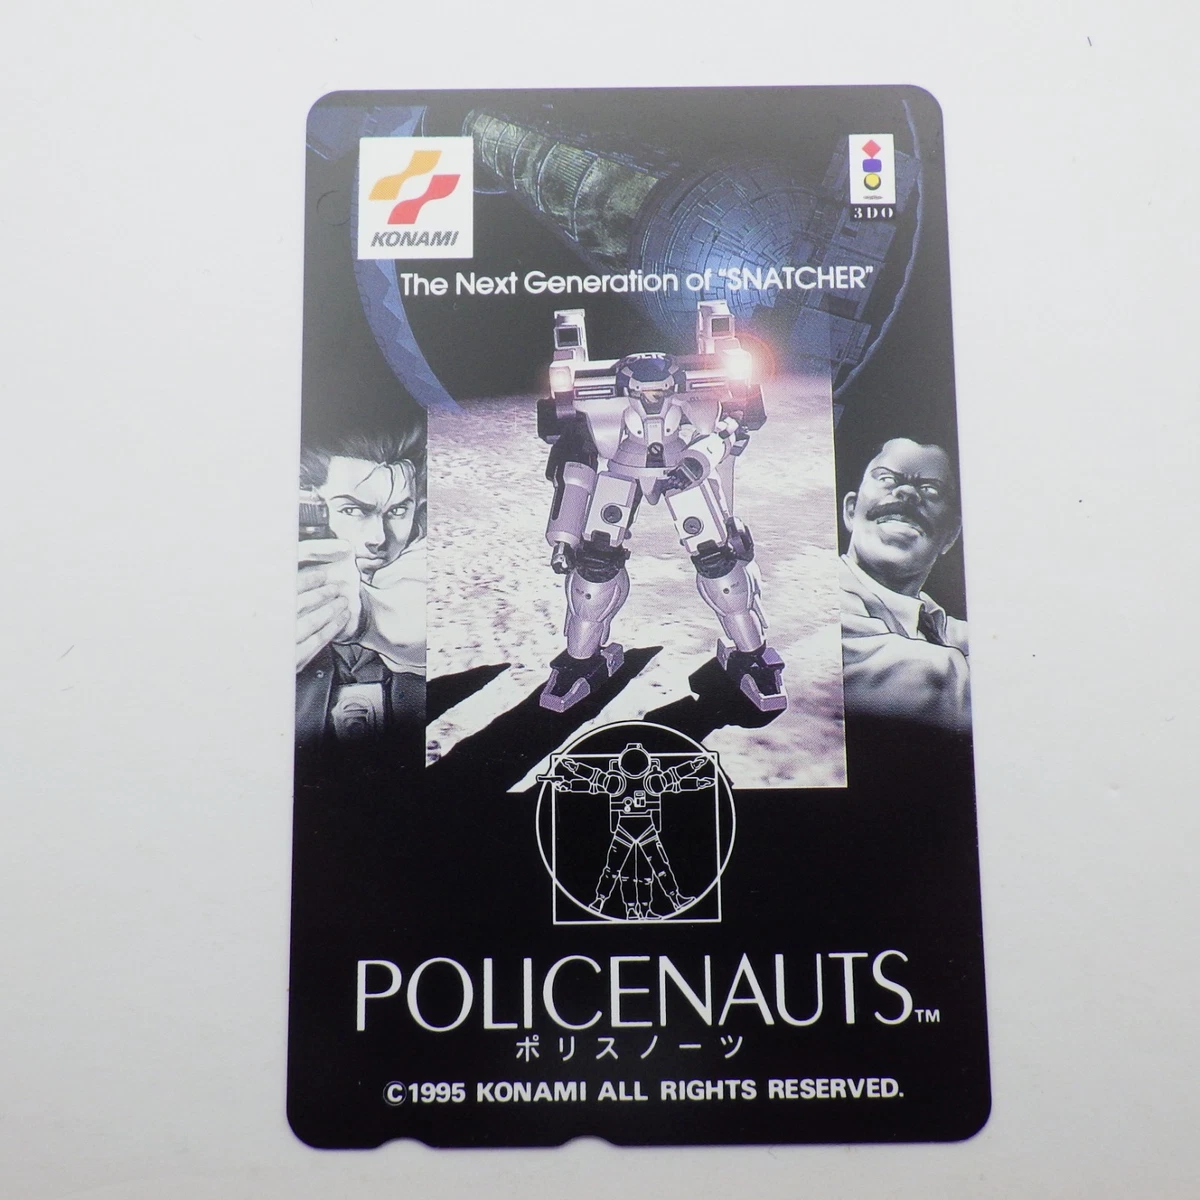 KONAMI
3DO
The Next Generation of "SNATCHER"
POLICENAUTS™
ポリスノーツ
©1995 KONAMI ALL RIGHTS RESERVED.